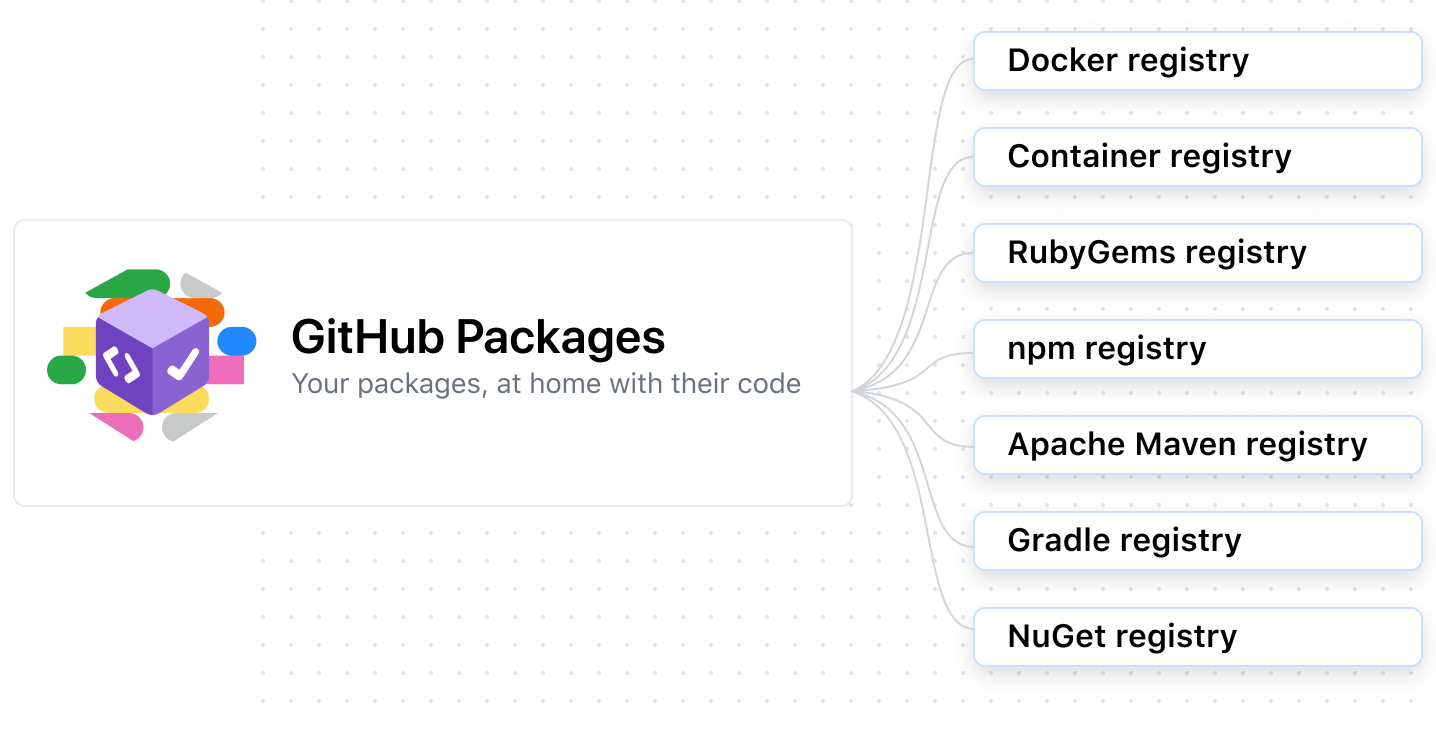 GitHub Packages
Your packages, at home with their code
Docker registry
Container registry
RubyGems registry
npm registry
Apache Maven registry
Gradle registry
NuGet registry